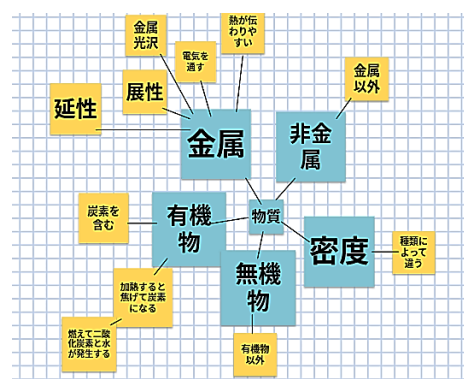 金属
光沢
熱が伝
わりや
すい
電気を
通す
展性
延性
金属
非金
属
金属
以外
物質
有機
物
炭素を
含む
加熱すると
焦げて炭素
になる
燃えて二酸
化炭素と水
が発生する
無機
物
有機物
以外
密度
種類に
よって
違う